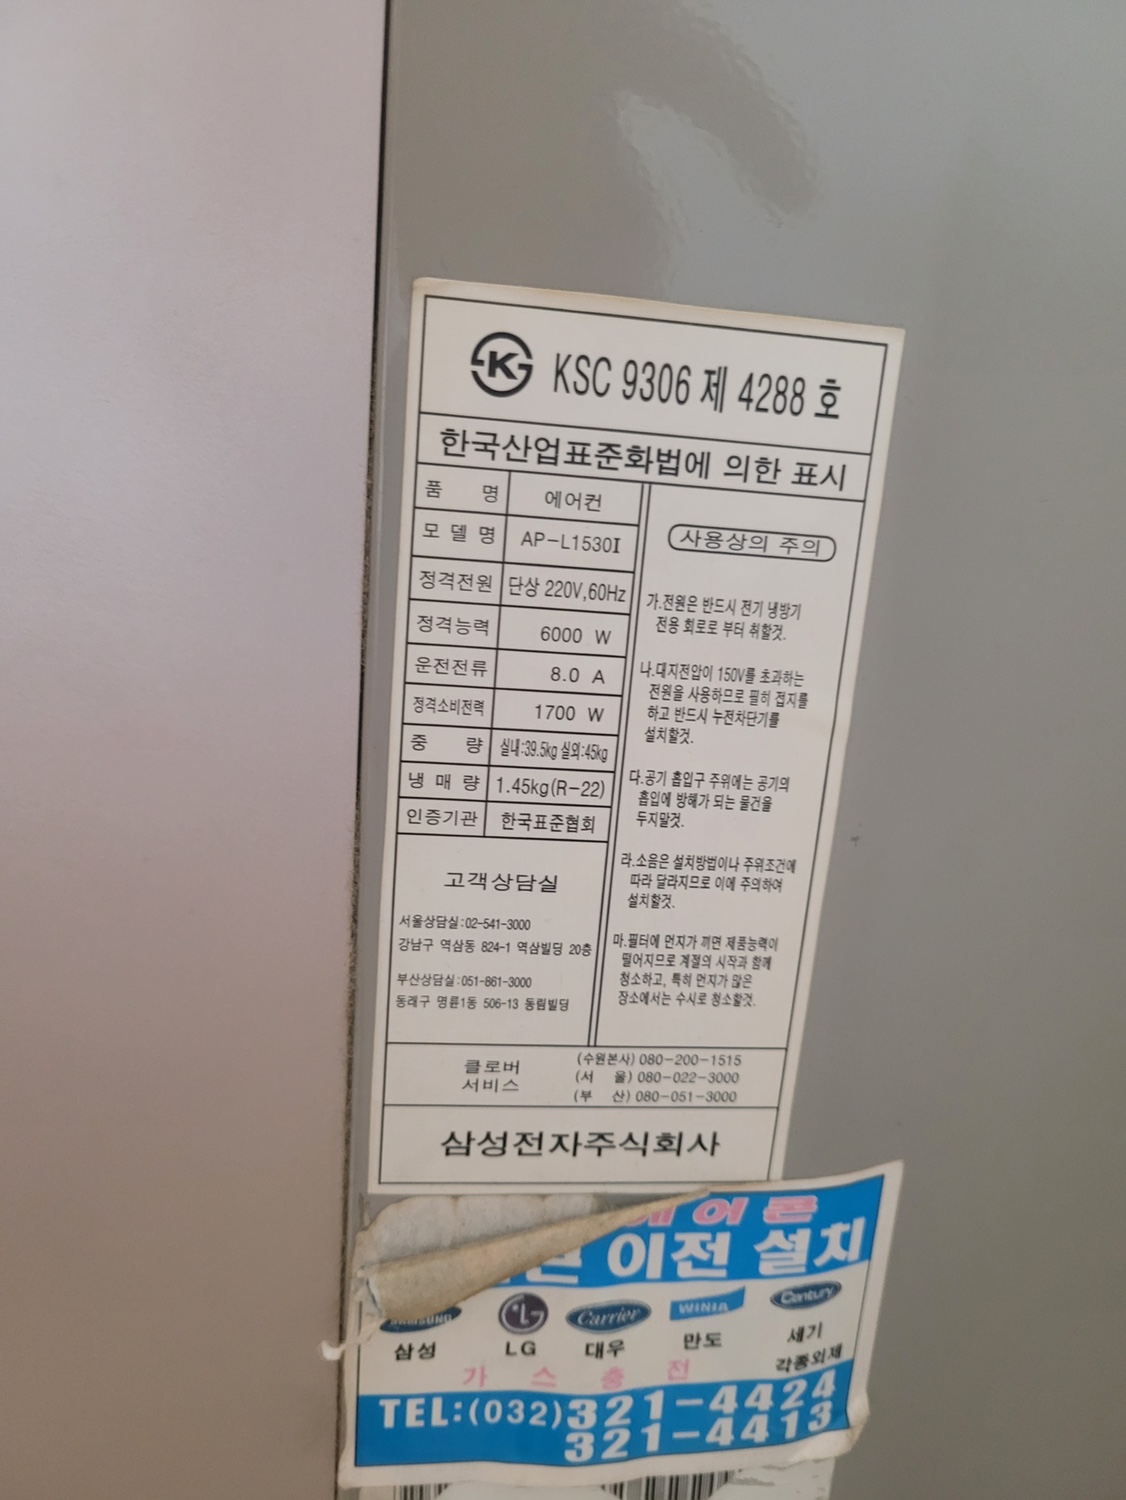 KSC 9306 제 4288 호
한국산업표준화법에 의한 표시
품 명 에어컨
모 델 명 AP-L1530I
정격전원 단상 220V,60Hz
정격능력 6000 W
운전전류 8.0 A
정격소비전력 1700 W
중 량 실내:39.5kg 실외:45kg
냉 매 량 1.45kg(R-22)
인증기관 한국표준협회
고객상담실
서울상담실:02-541-3000
강남구 역삼동 824-1 역삼빌딩 20층
부산상담실:051-861-3000
동래구 명륜1동 506-13 동림빌딩
사용상의 주의
가.전원은 반드시 전기 냉방기
전용 회로로 부터 취할것.
나.대지전압이 150V를 초과하는
전원을 사용하므로 필히 접지를
하고 반드시 누전차단기를
설치할것.
다.공기 흡입구 주위에는 공기의
흡입에 방해가 되는 물건을
두지말것.
라.소음은 설치방법이나 주위조건에
따라 달라지므로 이에 주의하여
설치할것.
마.필터에 먼지가 끼면 제품능력이
떨어지므로 계절의 시작과 함께
청소하고, 특히 먼지가 많은
장소에서는 수시로 청소할것.
클로버
서비스
(수원본사) 080-200-1515
(서 울) 080-022-3000
(부 산) 080-051-3000
삼성전자주식회사
에어콘
이전 설치
SAMSUNG LG Carrier WINIA Century
삼성 LG 대우 만도 세기
가 스 충 전 각종외제
TEL:(032)321-4424
321-4413